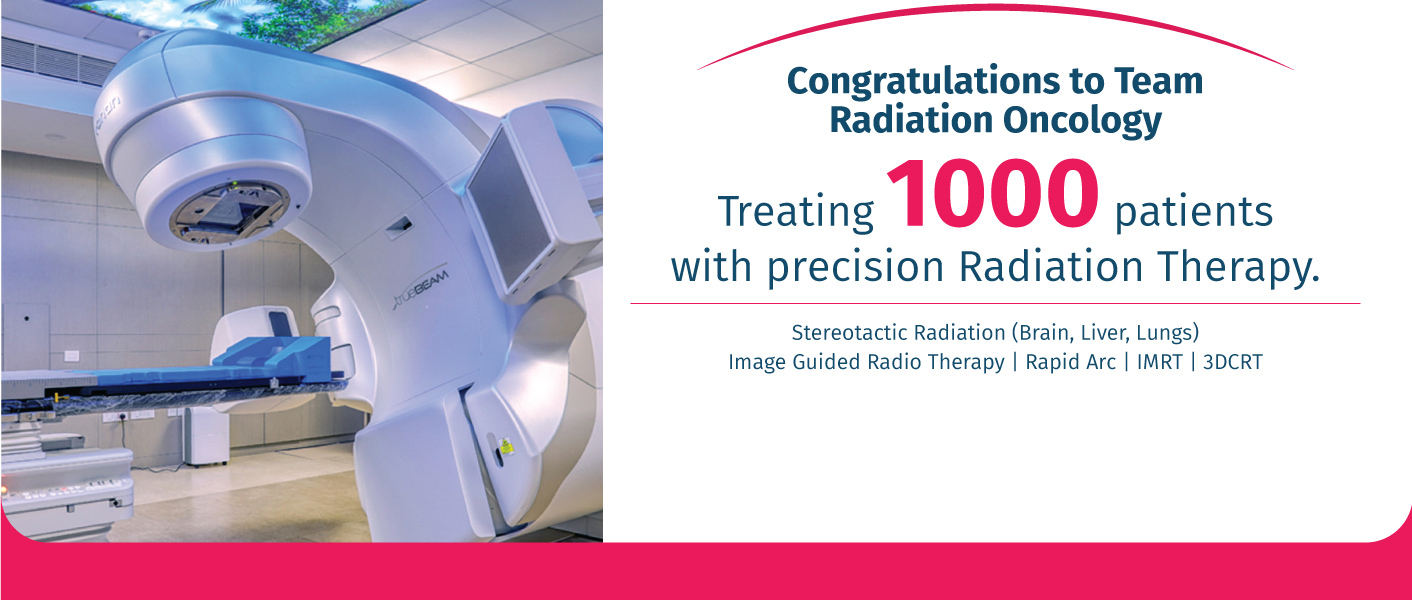 Congratulations to Team
Radiation Oncology
Treating 1000 patients
with precision Radiation Therapy.
Stereotactic Radiation (Brain, Liver, Lungs)
Image Guided Radio Therapy | Rapid Arc | IMRT | 3DCRT
trueBEAM